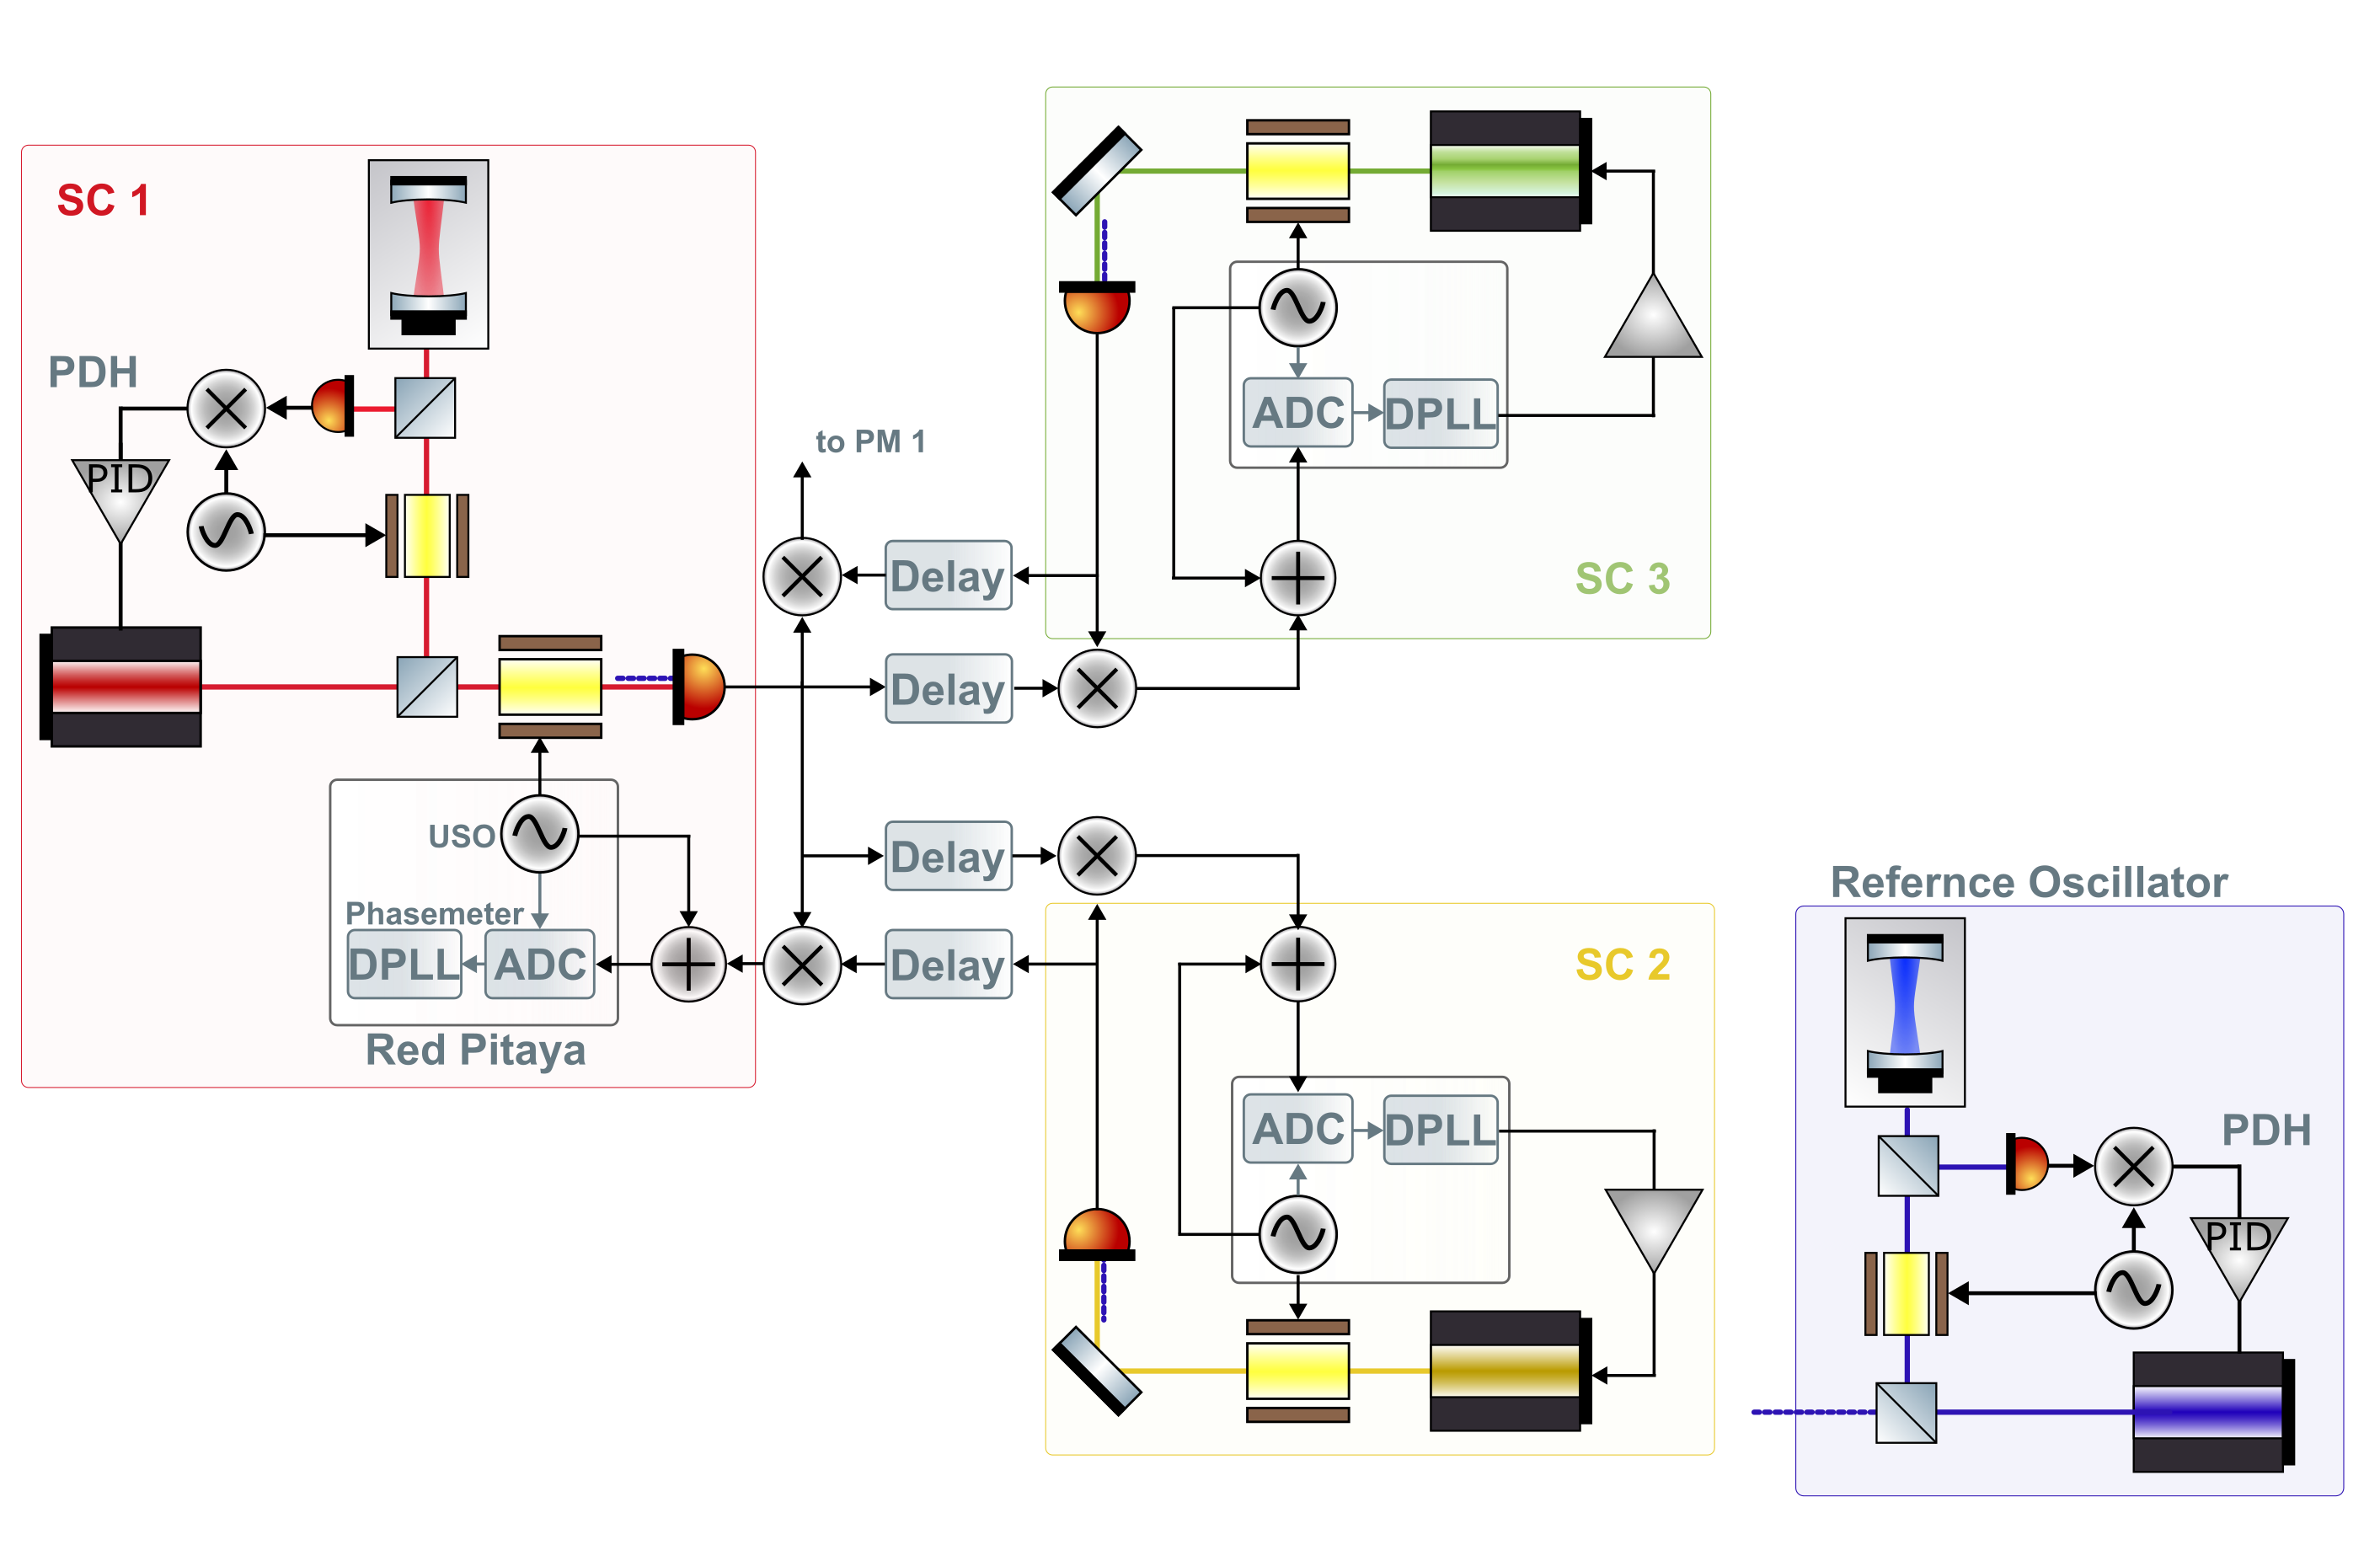 SC 1
PDH
PID
USO
Phasemeter
DPLL
ADC
Red Pitaya
to PM 1
Delay
Delay
Delay
Delay
ADC
DPLL
SC 3
SC 2
ADC
DPLL
Refernce Oscillator
PDH
PID